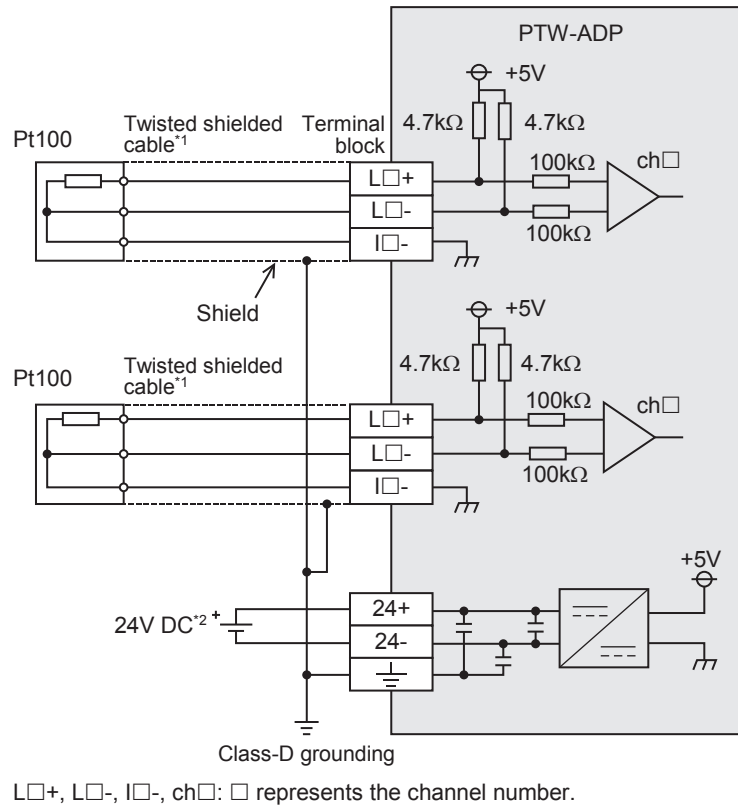 PTW-ADP
+5V
4.7kΩ 4.7kΩ
Pt100
Twisted shielded
cable*1
Terminal
block
L□+
L□-
I□-
100kΩ
100kΩ
ch□
Shield
+5V
4.7kΩ 4.7kΩ
Pt100
Twisted shielded
cable*1
L□+
L□-
I□-
100kΩ
100kΩ
ch□
+5V
24V DC*2
+
24+
24-
Class-D grounding
L□+, L□-, I□-, ch□: □ represents the channel number.